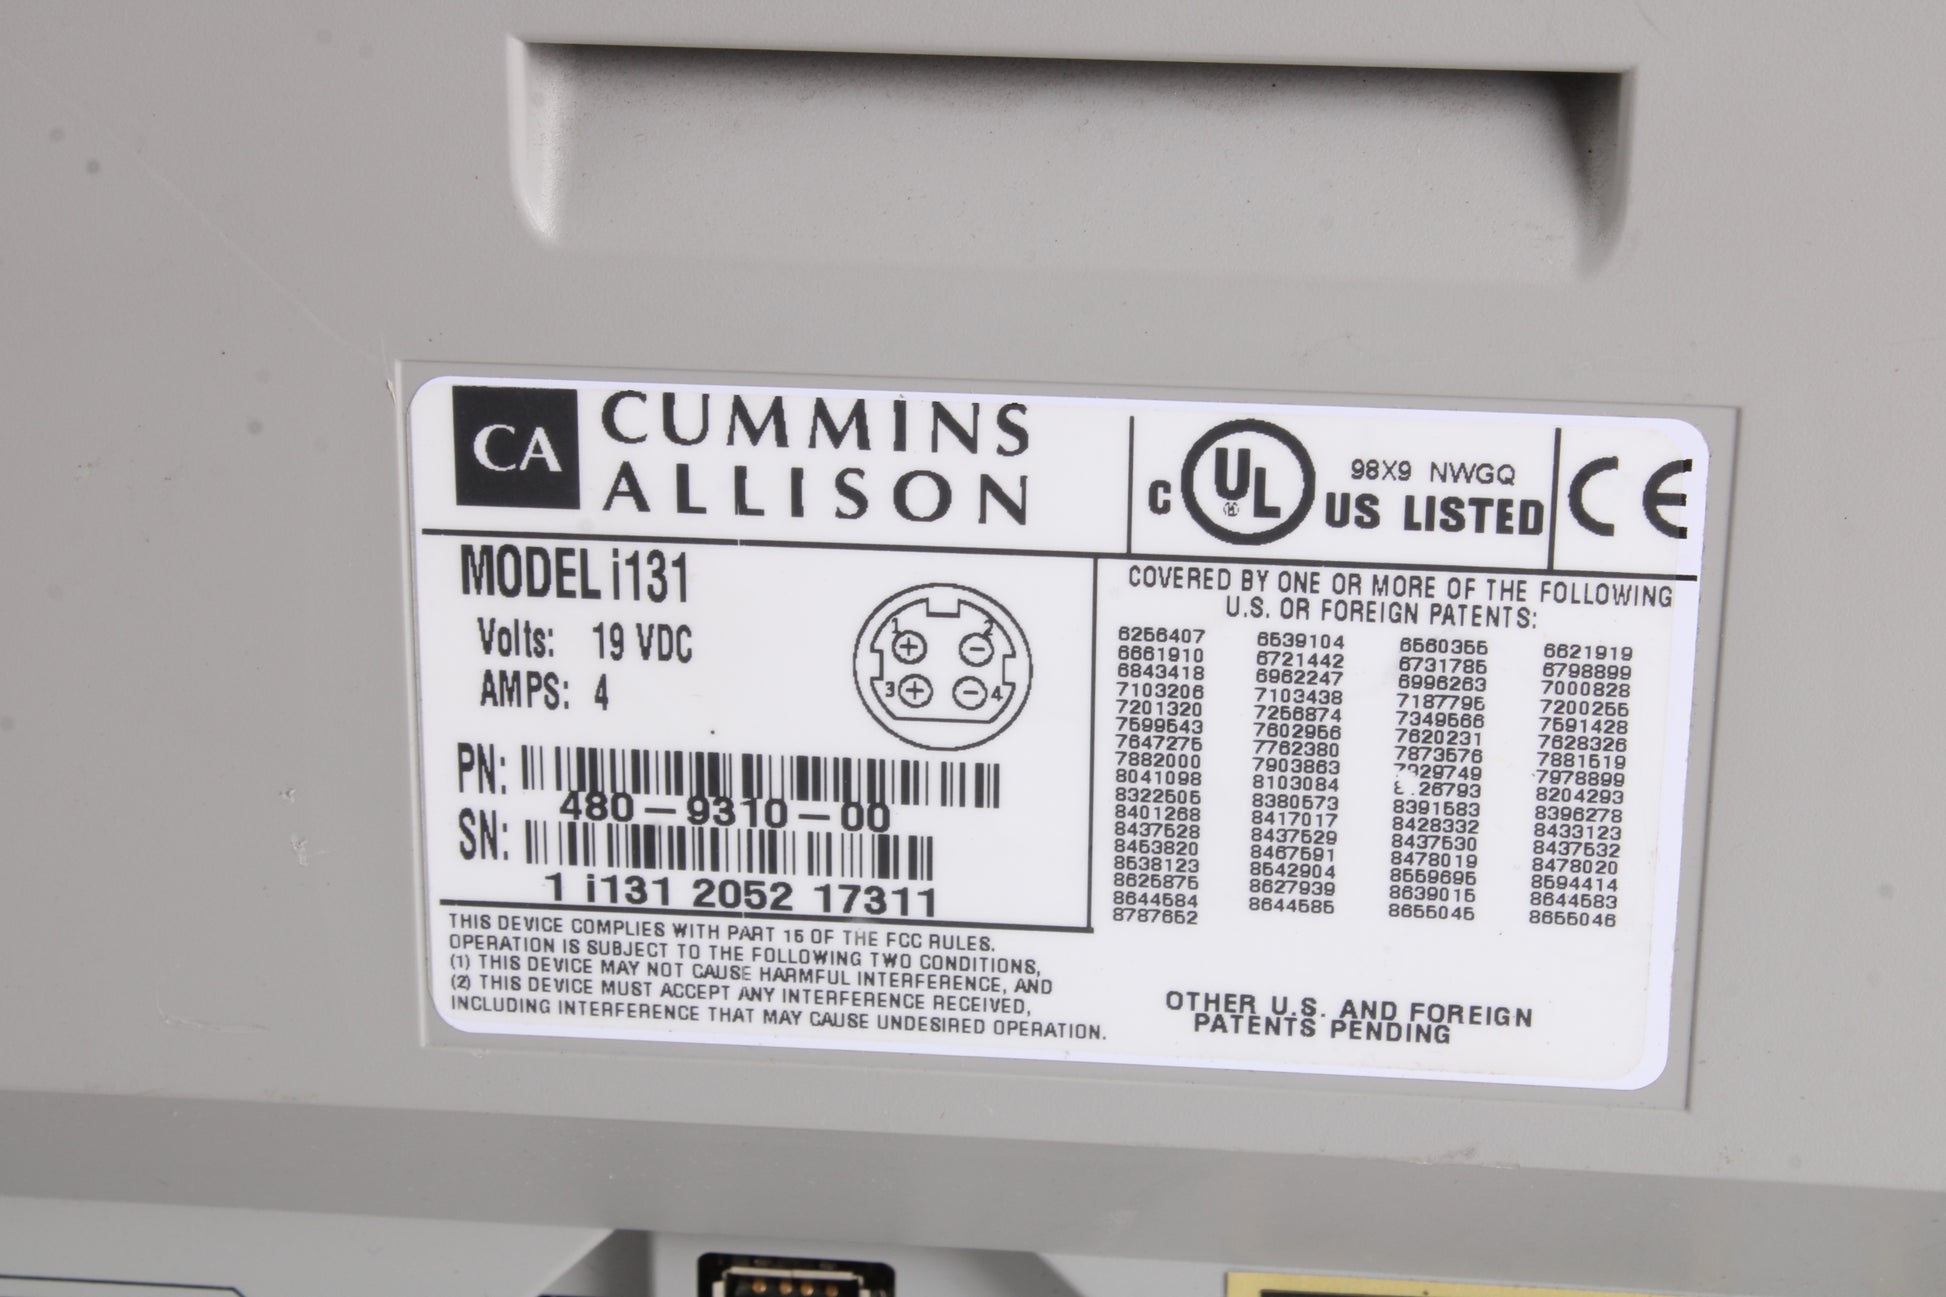 CA
CUMMINS
ALLISON
C UL US LISTED
98X9 NWGQ
CE
MODEL i131
Volts: 19 VDC
AMPS: 4
1 + 2 −
3 + − 4
PN:
480-9310-00
SN:
1 i131 2052 17311
THIS DEVICE COMPLIES WITH PART 15 OF THE FCC RULES.
OPERATION IS SUBJECT TO THE FOLLOWING TWO CONDITIONS,
(1) THIS DEVICE MAY NOT CAUSE HARMFUL INTERFERENCE, AND
(2) THIS DEVICE MUST ACCEPT ANY INTERFERENCE RECEIVED,
INCLUDING INTERFERENCE THAT MAY CAUSE UNDESIRED OPERATION.
COVERED BY ONE OR MORE OF THE FOLLOWING
U.S. OR FOREIGN PATENTS:
6256407 6539104 6560355 6621919
6661910 6721442 6731785 6798899
6843418 6962247 6996263 7000828
7103206 7103438 7187795 7200255
7201320 7256874 7349566 7591428
7599543 7602956 7620231 7628326
7647275 7762380 7873576 7881519
7882000 7903863 7978899
8041098 8103084 8204293
8322505 8380573 8391583 8396278
8401268 8417017 8428332 8433123
8437528 8437529 8437530 8437532
8453820 8467591 8478019 8478020
8538123 8542904 8559695 8594414
8625875 8627939 8639015 8644583
8644584 8644585 8655045 8655046
8787652
OTHER U.S. AND FOREIGN
PATENTS PENDING